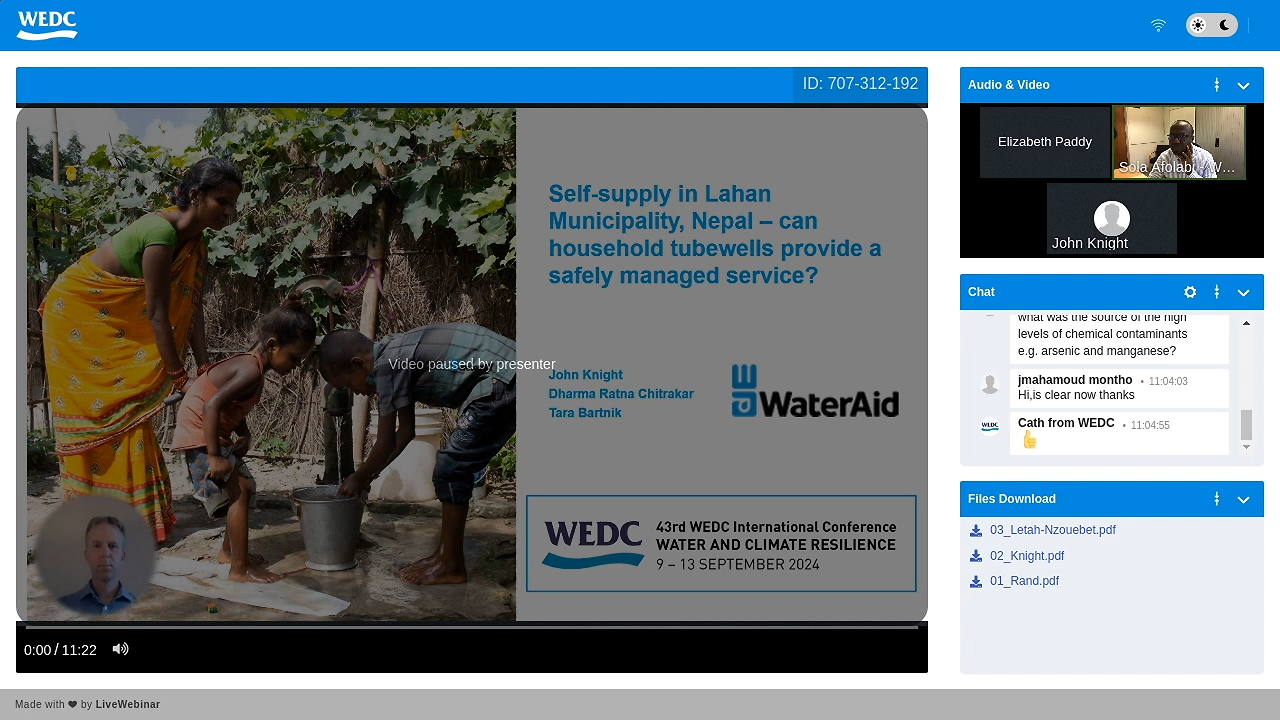 WEDC
ID: 707-312-192
Self-supply in Lahan
Municipality, Nepal – can
household tubewells provide a
safely managed service?
Video paused by presenter
John Knight
Dharma Ratna Chitrakar
Tara Bartnik
WaterAid
WEDC
43rd WEDC International Conference
WATER AND CLIMATE RESILIENCE
9 – 13 SEPTEMBER 2024
0:00 / 11:22
Audio & Video
Elizabeth Paddy
Sola Afolabi - W…
John Knight
Chat
what was the source of the high
levels of chemical contaminants
e.g. arsenic and manganese?
jmahamoud montho • 11:04:03
Hi,is clear now thanks
WEDC
Cath from WEDC • 11:04:55
Files Download
03_Letah-Nzouebet.pdf
02_Knight.pdf
01_Rand.pdf
Made with ❤ by LiveWebinar